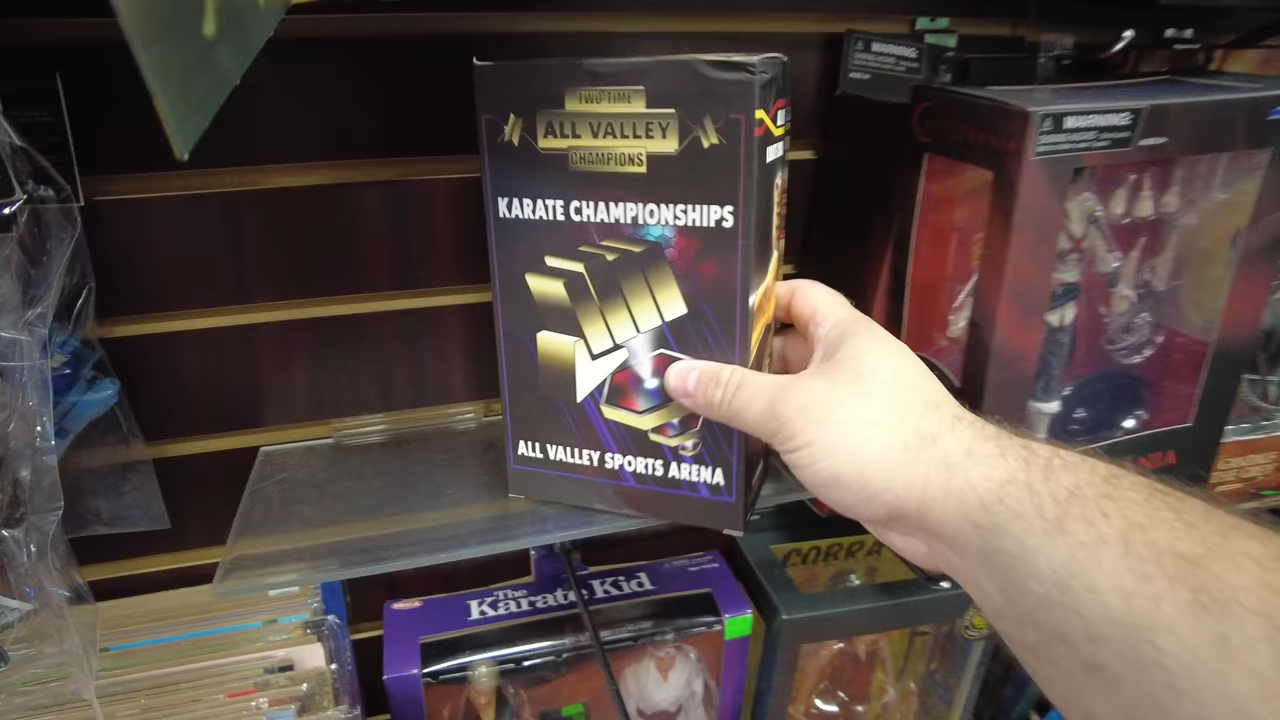 TWO-TIME
ALL VALLEY
CHAMPIONS
KARATE CHAMPIONSHIPS
ALL VALLEY SPORTS ARENA
WARNING:
WARNING:
The
Karate Kid
COBRA